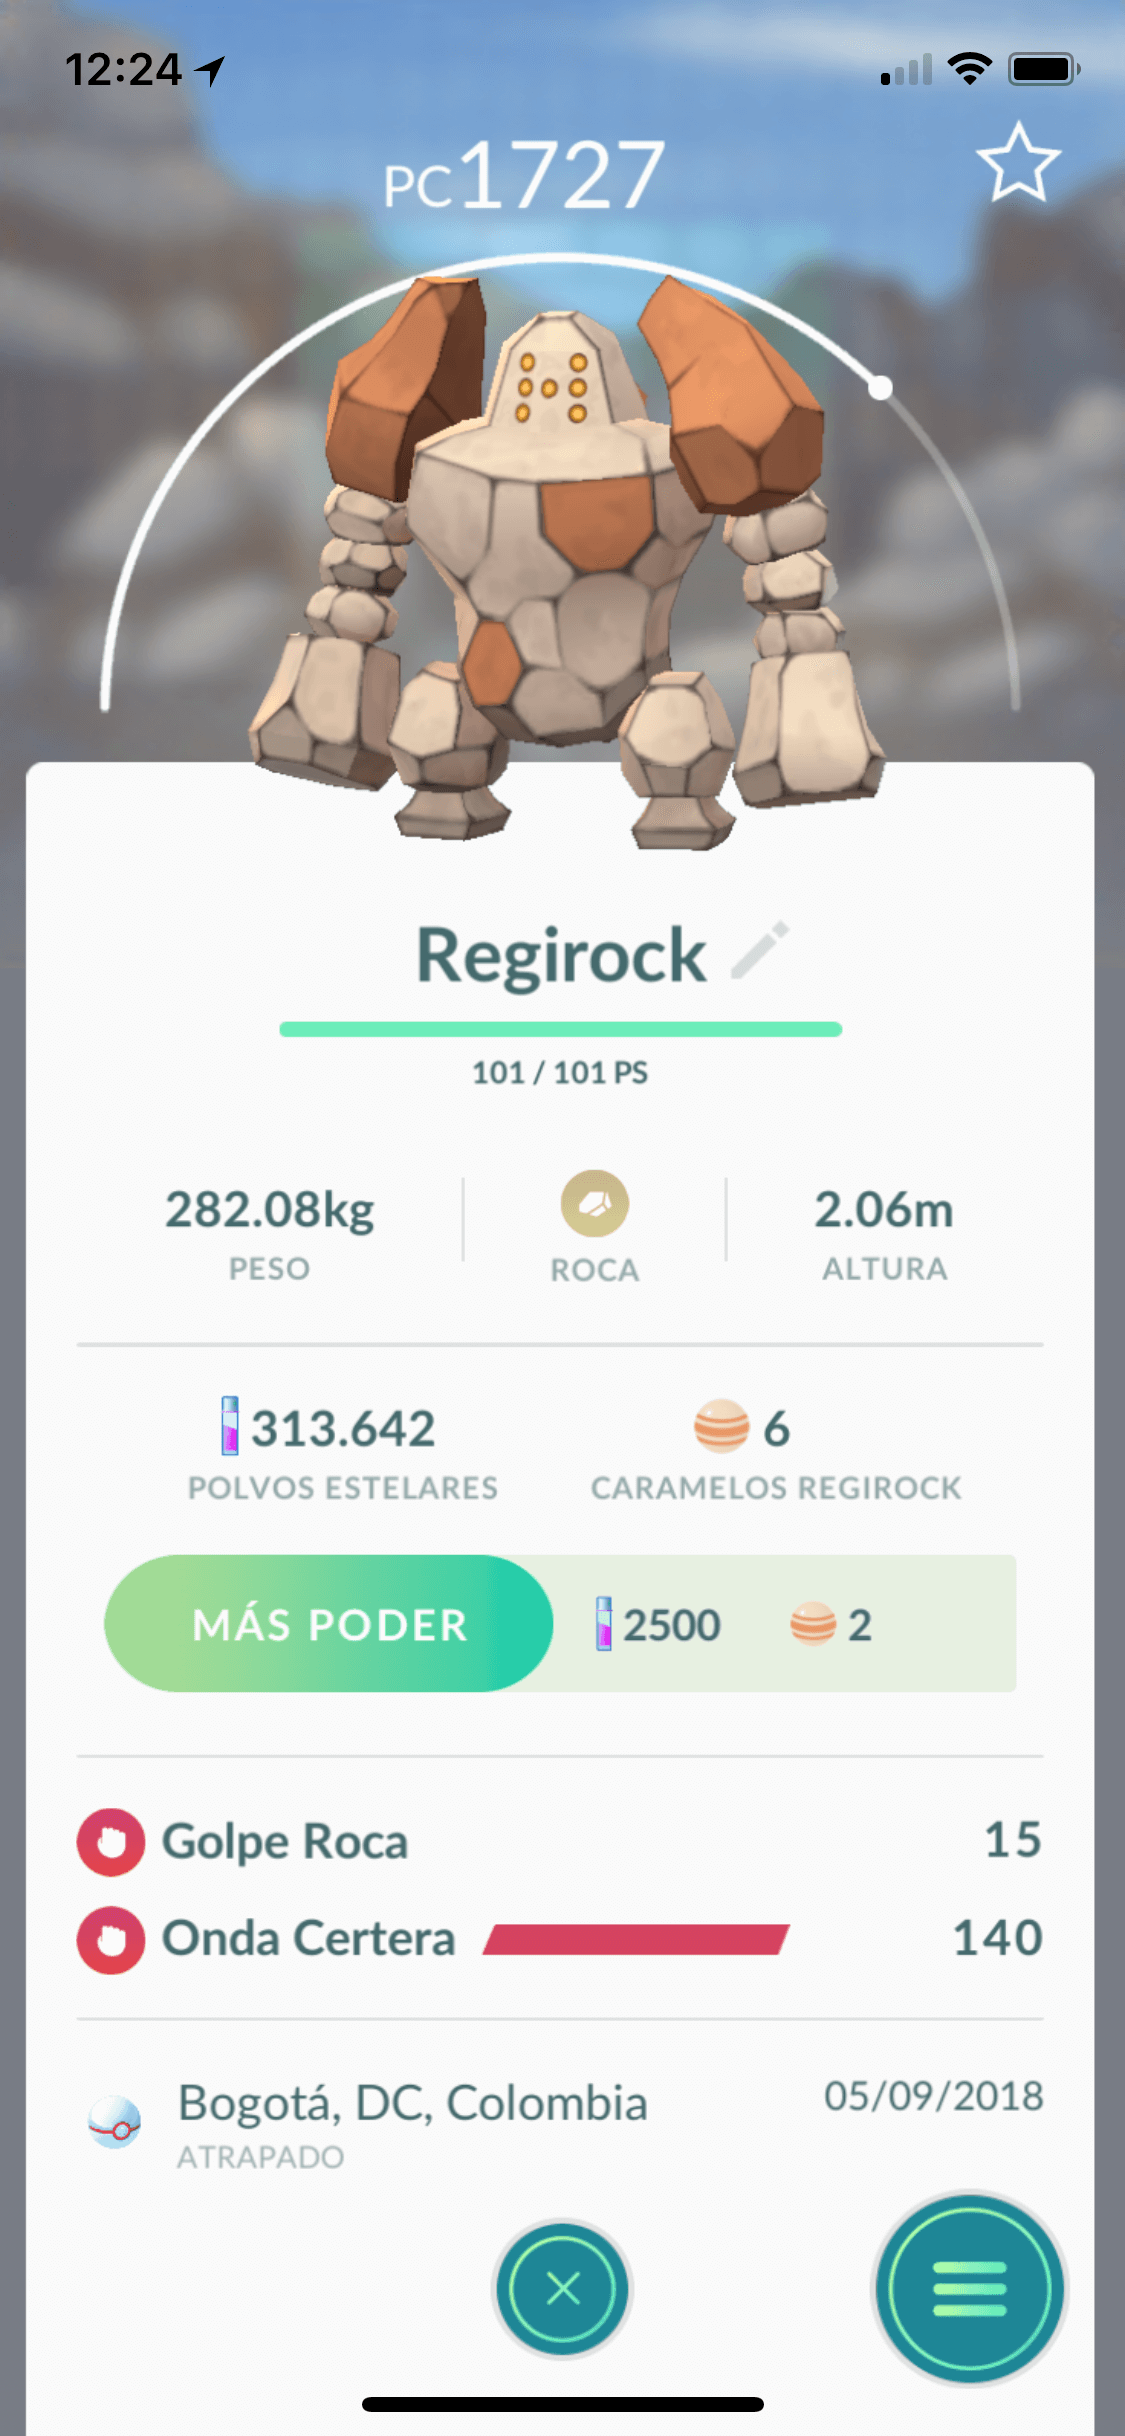 12:24
PC1727
Regirock
101 / 101 PS
282.08kg
PESO
ROCA
2.06m
ALTURA
313.642
POLVOS ESTELARES
6
CARAMELOS REGIROCK
MÁS PODER
2500
2
Golpe Roca
15
Onda Certera
140
Bogotá, DC, Colombia
05/09/2018
ATRAPADO